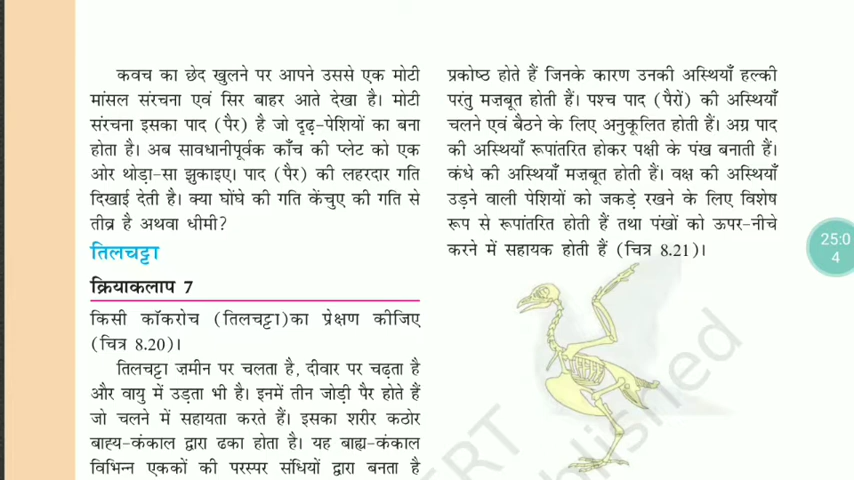 कवच का छेद खुलने पर आपने उससे एक मोटी
मांसल संरचना एवं सिर बाहर आते देखा है। मोटी
संरचना इसका पाद (पैर) है जो दृढ़-पेशियों का बना
होता है। अब सावधानीपूर्वक काँच की प्लेट को एक
ओर थोड़ा-सा झुकाइए। पाद (पैर) की लहरदार गति
दिखाई देती है। क्या घोंघे की गति केंचुए की गति से
तीव्र है अथवा धीमी?
तिलचट्टा
क्रियाकलाप 7
किसी कॉकरोच (तिलचट्टा)का प्रेक्षण कीजिए
(चित्र 8.20)।
तिलचट्टा ज़मीन पर चलता है, दीवार पर चढ़ता है
और वायु में उड़ता भी है। इनमें तीन जोड़ी पैर होते हैं
जो चलने में सहायता करते हैं। इसका शरीर कठोर
बाह्य-कंकाल द्वारा ढका होता है। यह बाह्य-कंकाल
विभिन्न एककों की परस्पर संधियों द्वारा बनता है
प्रकोष्ठ होते हैं जिनके कारण उनकी अस्थियाँ हल्की
परंतु मज़बूत होती हैं। पश्च पाद (पैरों) की अस्थियाँ
चलने एवं बैठने के लिए अनुकूलित होती हैं। अग्र पाद
की अस्थियाँ रूपांतरित होकर पक्षी के पंख बनाती हैं।
कंधे की अस्थियाँ मज़बूत होती हैं। वक्ष की अस्थियाँ
उड़ने वाली पेशियों को जकड़े रखने के लिए विशेष
रूप से रूपांतरित होती हैं तथा पंखों को ऊपर-नीचे
करने में सहायक होती हैं (चित्र 8.21)।
25:0
4